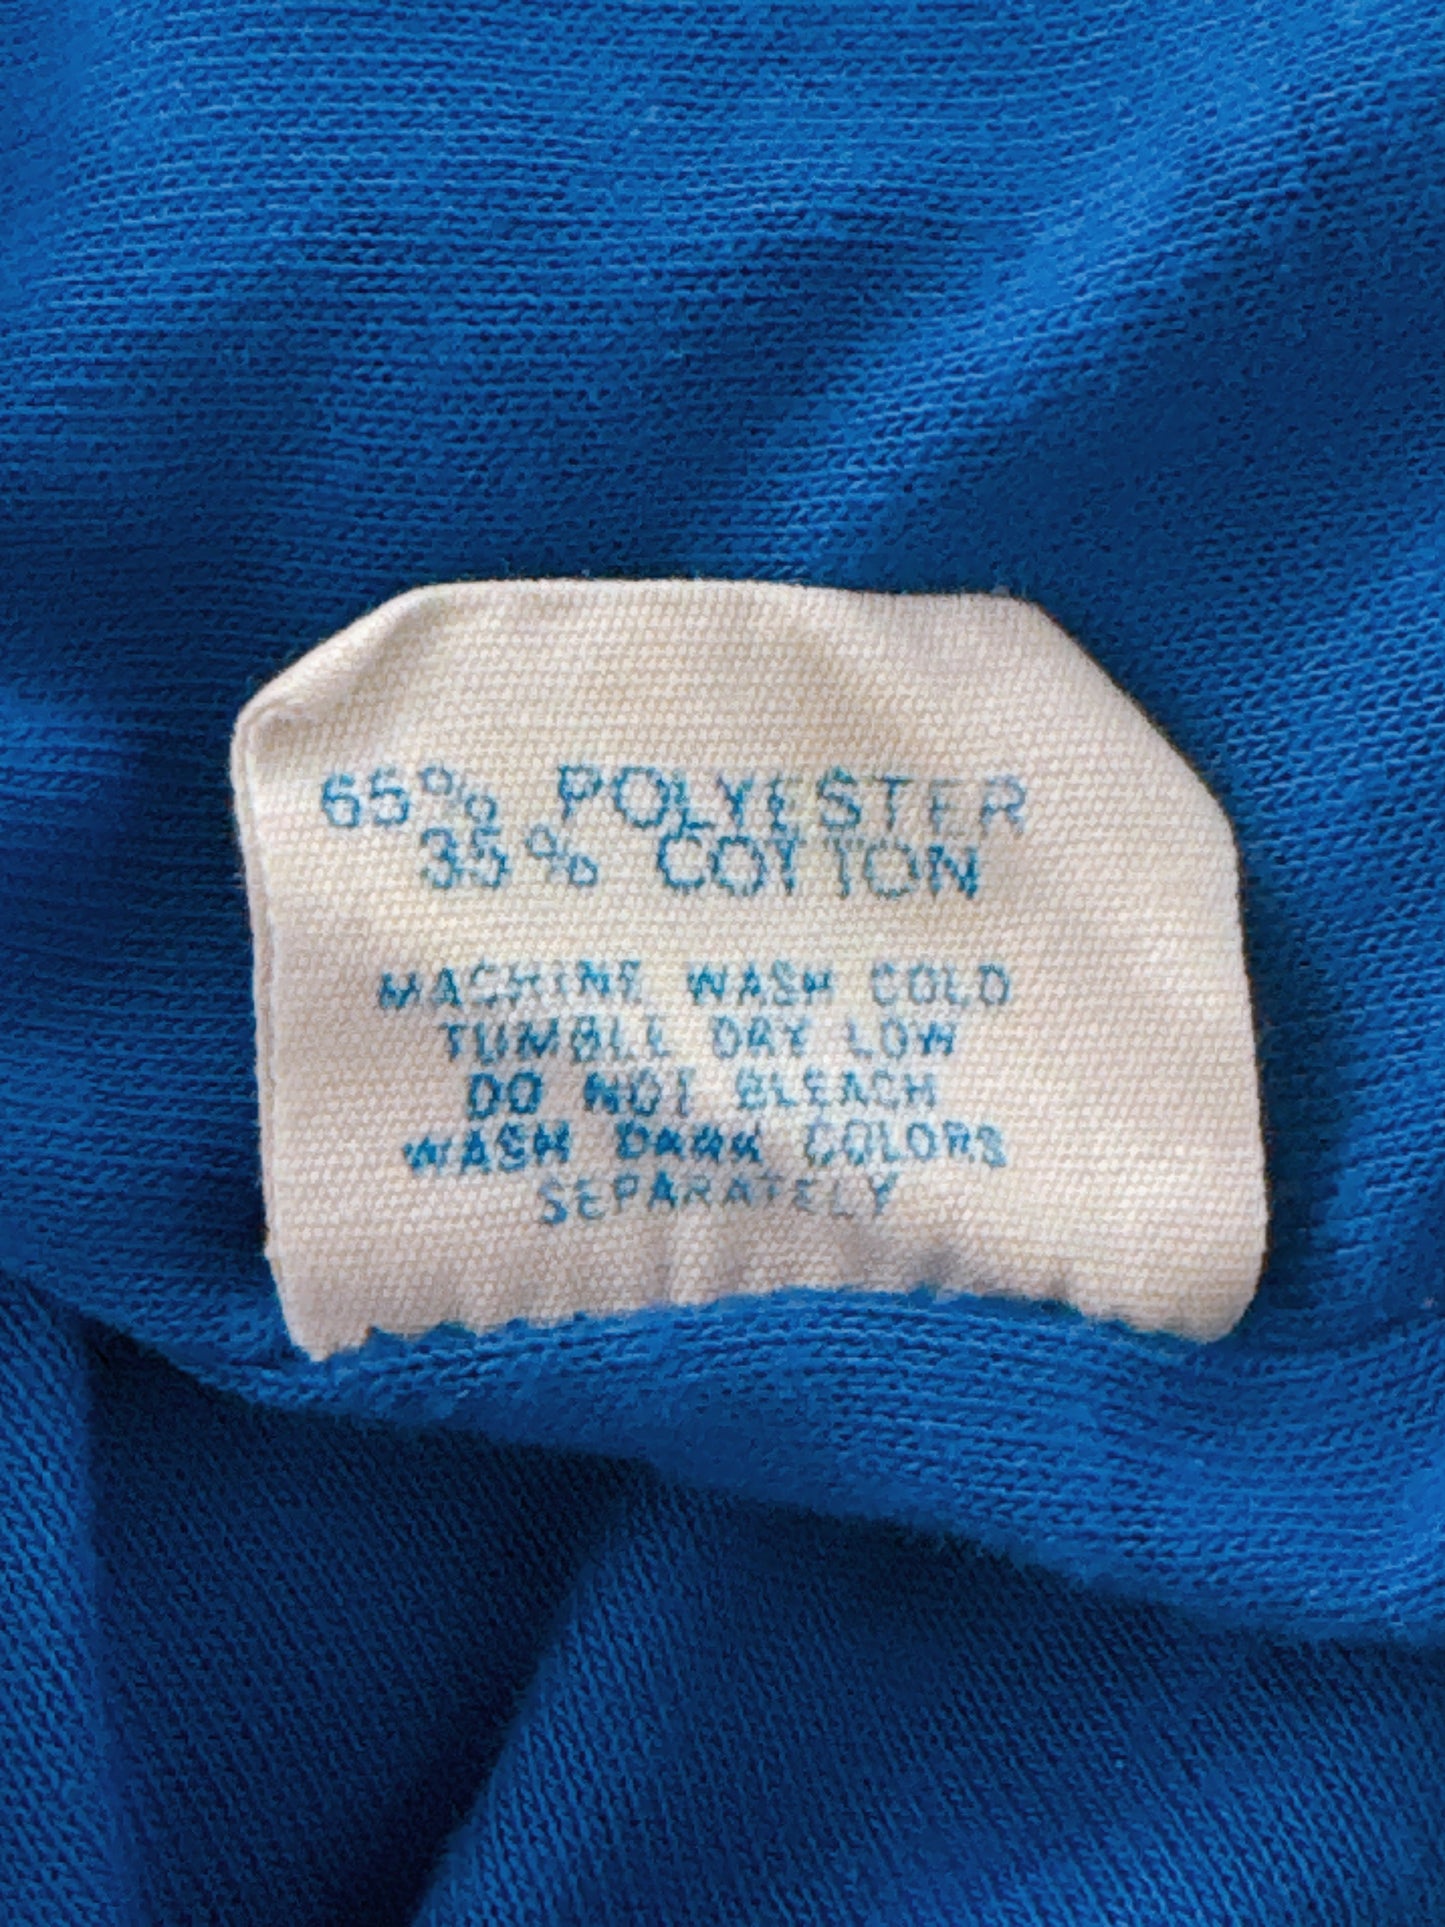 65% POLYESTER
35% COTTON
MACHINE WASH COLD
TUMBLE DRY LOW
DO NOT BLEACH
WASH DARK COLORS
SEPARATELY